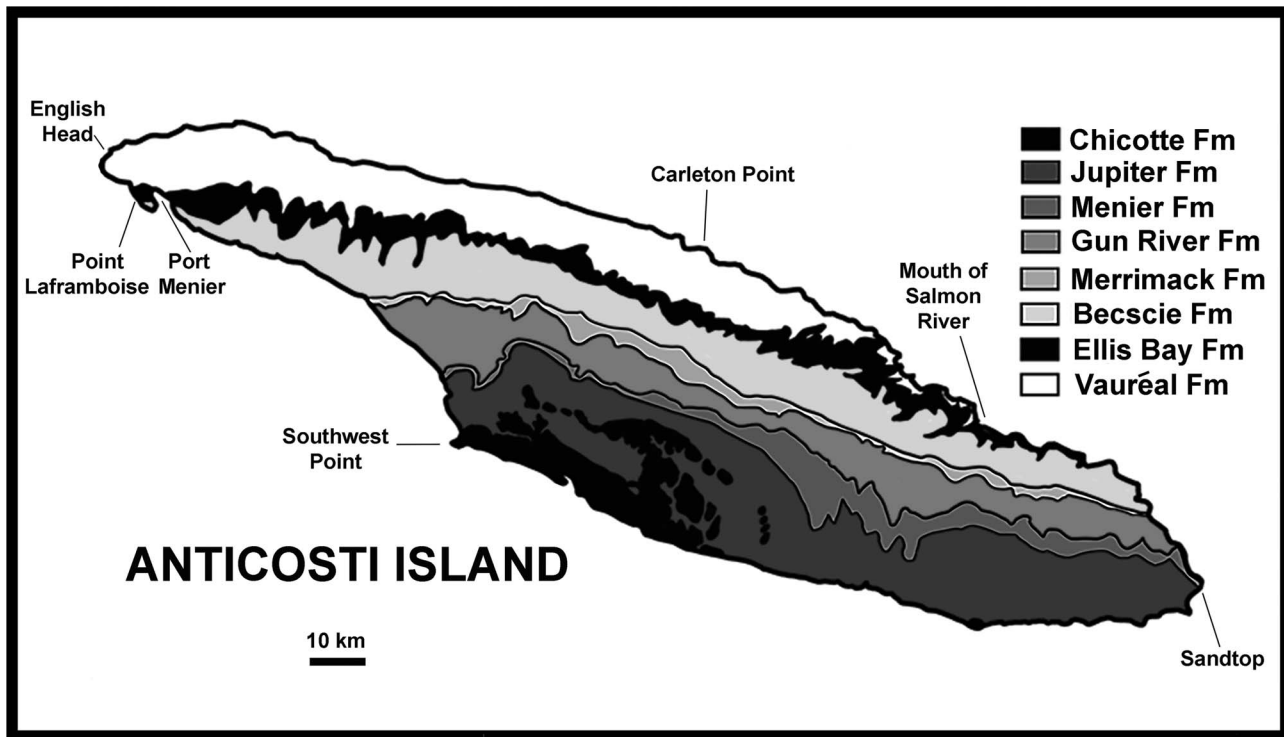 English
Head
Carleton Point
Chicotte Fm
Jupiter Fm
Menier Fm
Gun River Fm
Merrimack Fm
Becscie Fm
Ellis Bay Fm
Vauréal Fm
Point
Laframboise
Port
Menier
Mouth of
Salmon
River
Southwest
Point
ANTICOSTI ISLAND
10 km
Sandtop